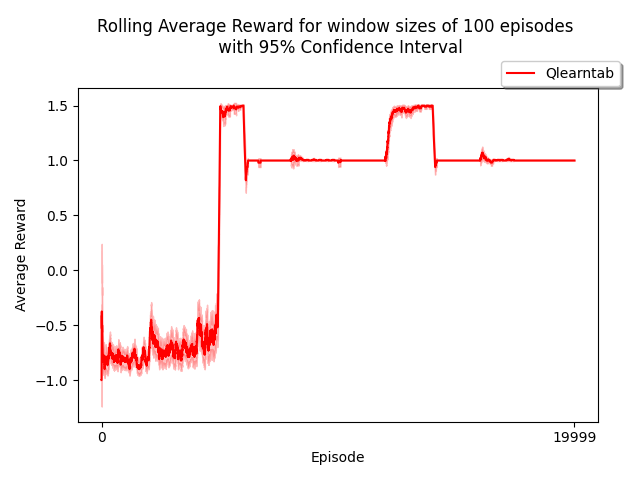 Rolling Average Reward for window sizes of 100 episodes
with 95% Confidence Interval
Qlearntab
1.5
1.0
0.5
0.0
−0.5
−1.0
Average Reward
0
19999
Episode